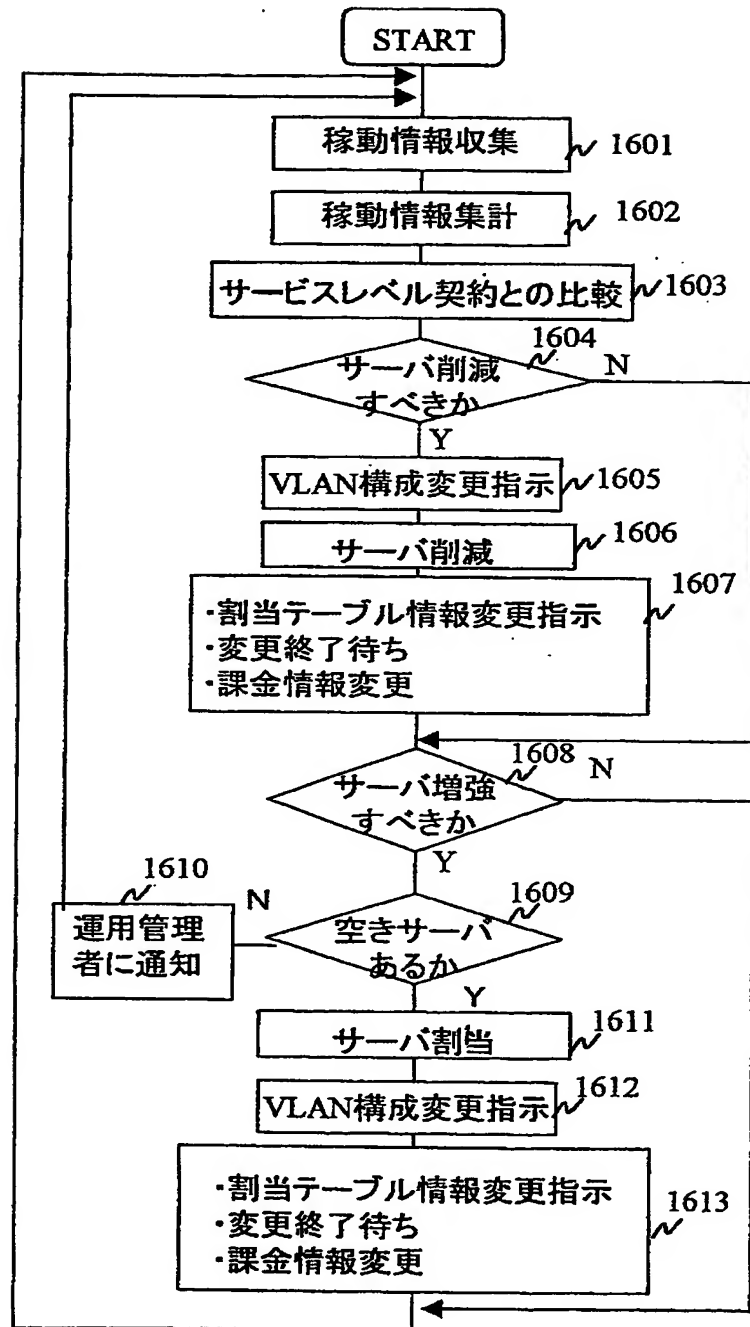 START
稼動情報収集
1601
稼動情報集計
1602
サービスレベル契約との比較
1603
1604
サーバ削減
すべきか
N
Y
VLAN構成変更指示
1605
サーバ削減
1606
1607
・割当テーブル情報変更指示
・変更終了待ち
・課金情報変更
1608
サーバ増強
すべきか
N
Y
1610
運用管理
者に通知
N
1609
空きサーバ
あるか
Y
サーバ割当
1611
VLAN構成変更指示
1612
・割当テーブル情報変更指示
・変更終了待ち
・課金情報変更
1613